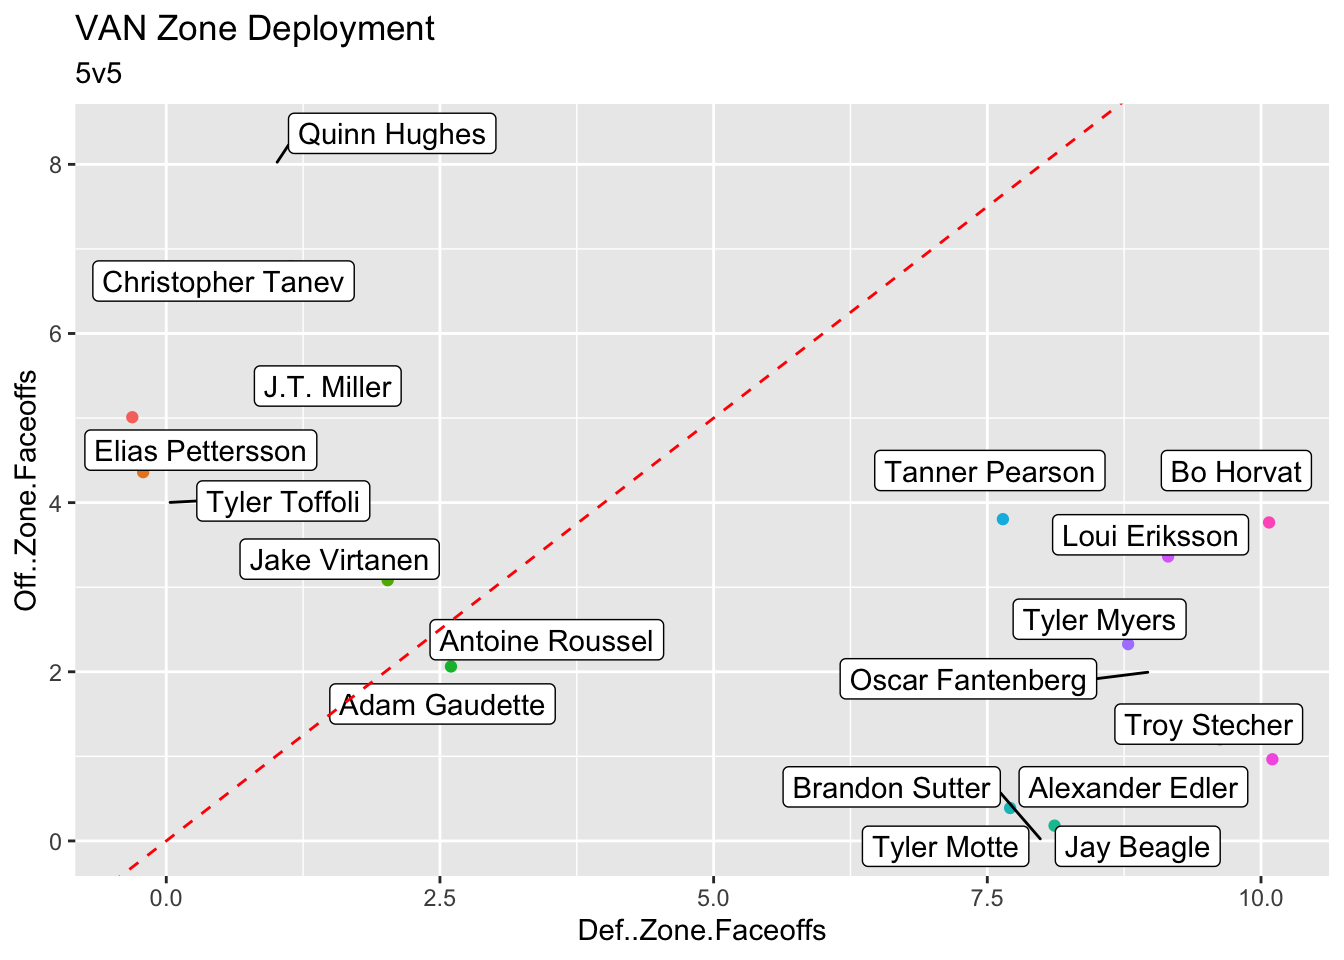 VAN Zone Deployment
5v5
Quinn Hughes
Christopher Tanev
J.T. Miller
Elias Pettersson
Tyler Toffoli
Jake Virtanen
Antoine Roussel
Adam Gaudette
Tanner Pearson
Bo Horvat
Loui Eriksson
Tyler Myers
Oscar Fantenberg
Troy Stecher
Brandon Sutter
Alexander Edler
Tyler Motte
Jay Beagle
Off..Zone.Faceoffs
8
6
4
2
0
0.0
2.5
5.0
7.5
10.0
Def..Zone.Faceoffs